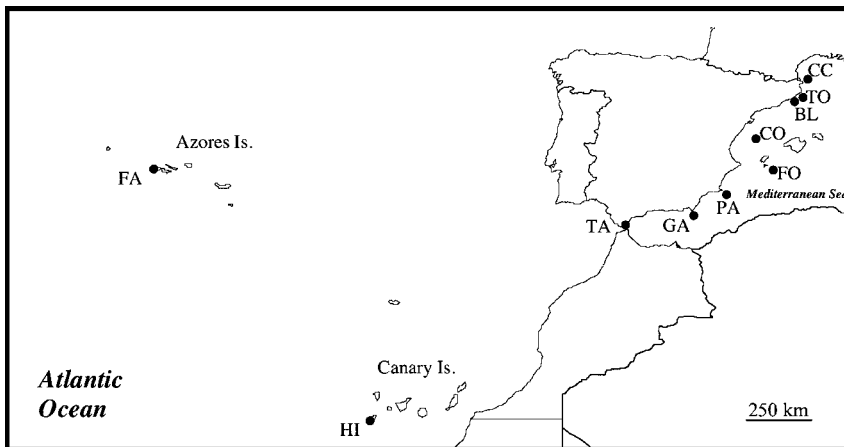 CC
TO
BL
CO
Azores Is.
FA
FO
Mediterranean Sea
PA
GA
TA
Canary Is.
Atlantic
Ocean
HI
250 km